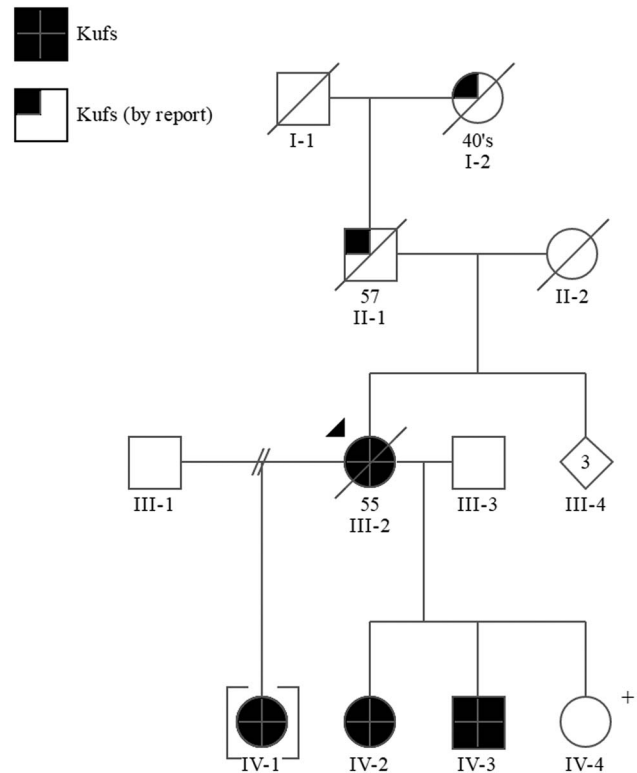 Kufs
Kufs (by report)
I-1
40's
I-2
57
II-1
II-2
III-1
55
III-2
III-3
3
III-4
IV-1
IV-2
IV-3
+
IV-4